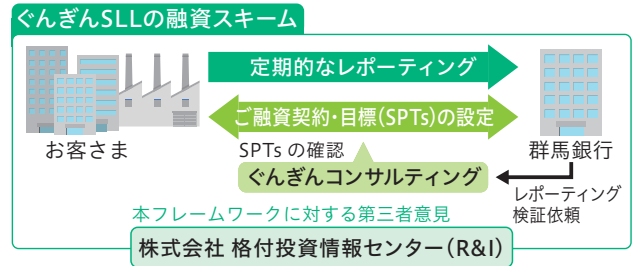 ぐんぎんSLLの融資スキーム
定期的なレポーティング
ご融資契約・目標(SPTs)の設定
お客さま
SPTs の確認
群馬銀行
ぐんぎんコンサルティング
レポーティング
検証依頼
本フレームワークに対する第三者意見
株式会社 格付投資情報センター(R&I)